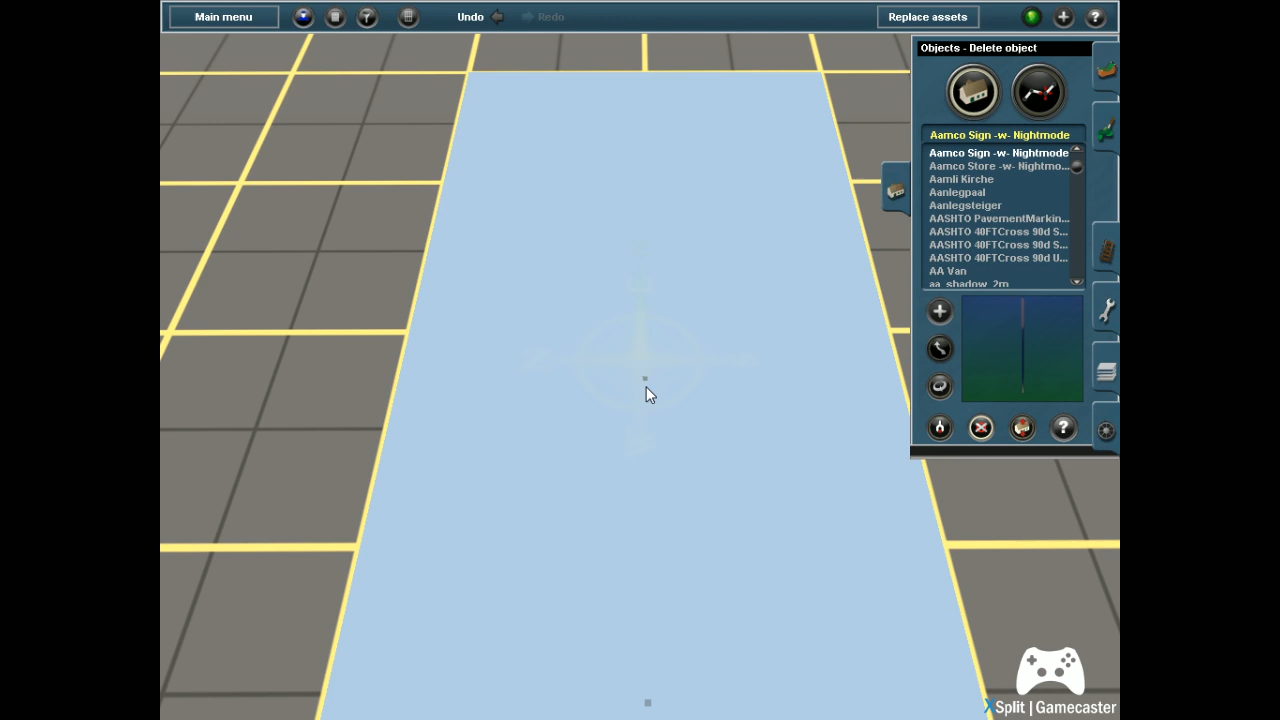 Main menu
Undo
Redo
Replace assets
?
Objects - Delete object
Aamco Sign -w- Nightmode
Aamco Sign -w- Nightmode
Aamco Store -w- Nightmo...
Aamli Kirche
Aanlegpaal
Aanlegsteiger
AASHTO PavementMarkin...
AASHTO 40FTCross 90d S...
AASHTO 40FTCross 90d S...
AASHTO 40FTCross 90d U...
AA Van
aa_shadow_2m
?
XSplit | Gamecaster